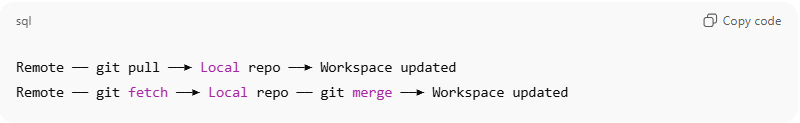 sql
Copy code
Remote ── git pull ─► Local repo ─► Workspace updated
Remote ── git fetch ─► Local repo ── git merge ─► Workspace updated